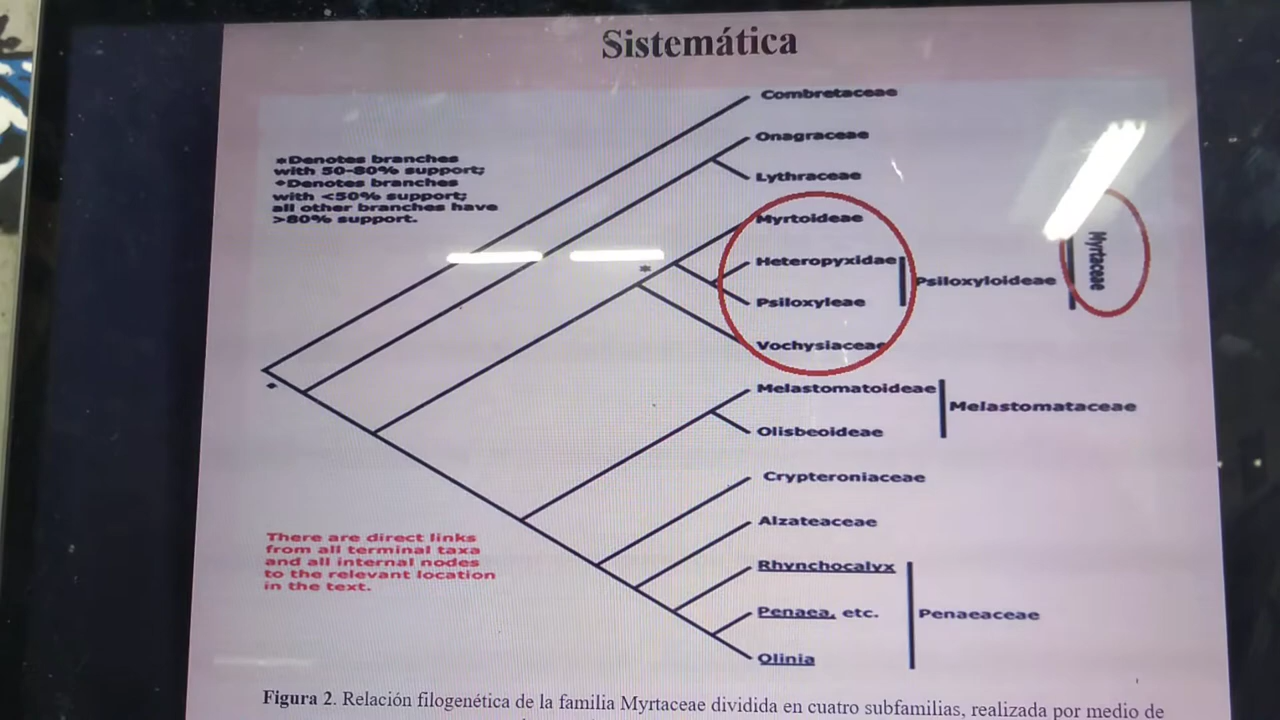 Sistemática
Combretaceae
Onagraceae
*Denotes branches
with 50-80% support;
+Denotes branches
with <50% support;
all other branches have
>80% support.
Lythraceae
Myrtoideae
Heteropyxidae
Psiloxyloideae
Myrtaceae
Psiloxyleae
*
Vochysiaceae
Melastomatoideae
Melastomataceae
Olisbeoideae
Crypteroniaceae
Alzateaceae
There are direct links
from all terminal taxa
and all internal nodes
to the relevant location
in the text.
Rhynchocalyx
Penaea, etc.
Penaeaceae
Olinia
Figura 2. Relación filogenética de la familia Myrtaceae dividida en cuatro subfamilias, realizada por medio de